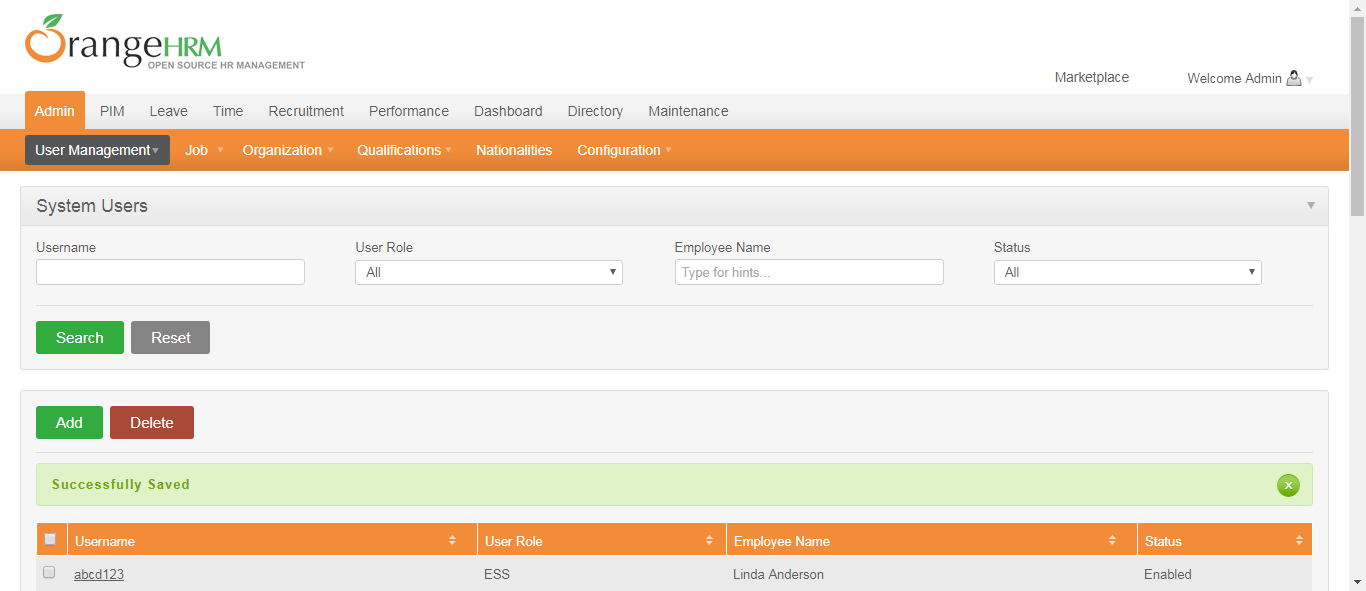 OrangeHRM
OPEN SOURCE HR MANAGEMENT
Marketplace Welcome Admin
Admin PIM Leave Time Recruitment Performance Dashboard Directory Maintenance
User Management Job Organization Qualifications Nationalities Configuration
System Users
Username User Role Employee Name Status
All Type for hints... All
Search Reset
Add Delete
Successfully Saved x
Username User Role Employee Name Status
abcd123 ESS Linda Anderson Enabled